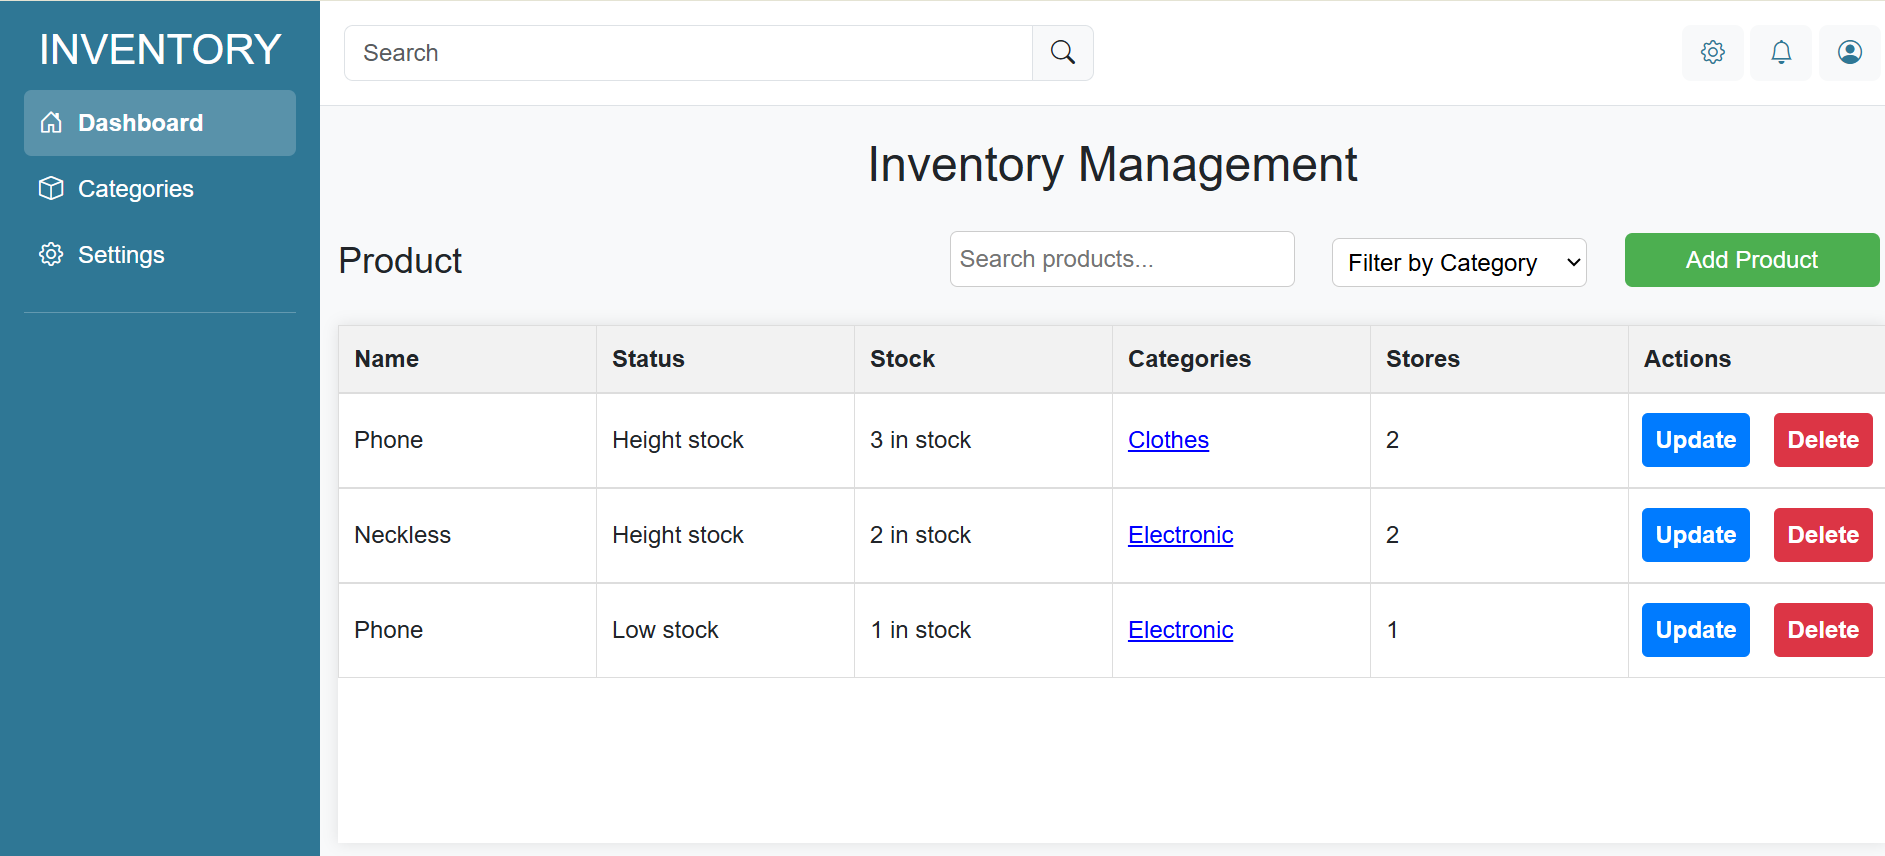 INVENTORY
Dashboard
Categories
Settings
Search
Inventory Management
Product
Search products...
Filter by Category
Add Product
Name Status Stock Categories Stores Actions
Phone Height stock 3 in stock Clothes 2 Update Delete
Neckless Height stock 2 in stock Electronic 2 Update Delete
Phone Low stock 1 in stock Electronic 1 Update Delete